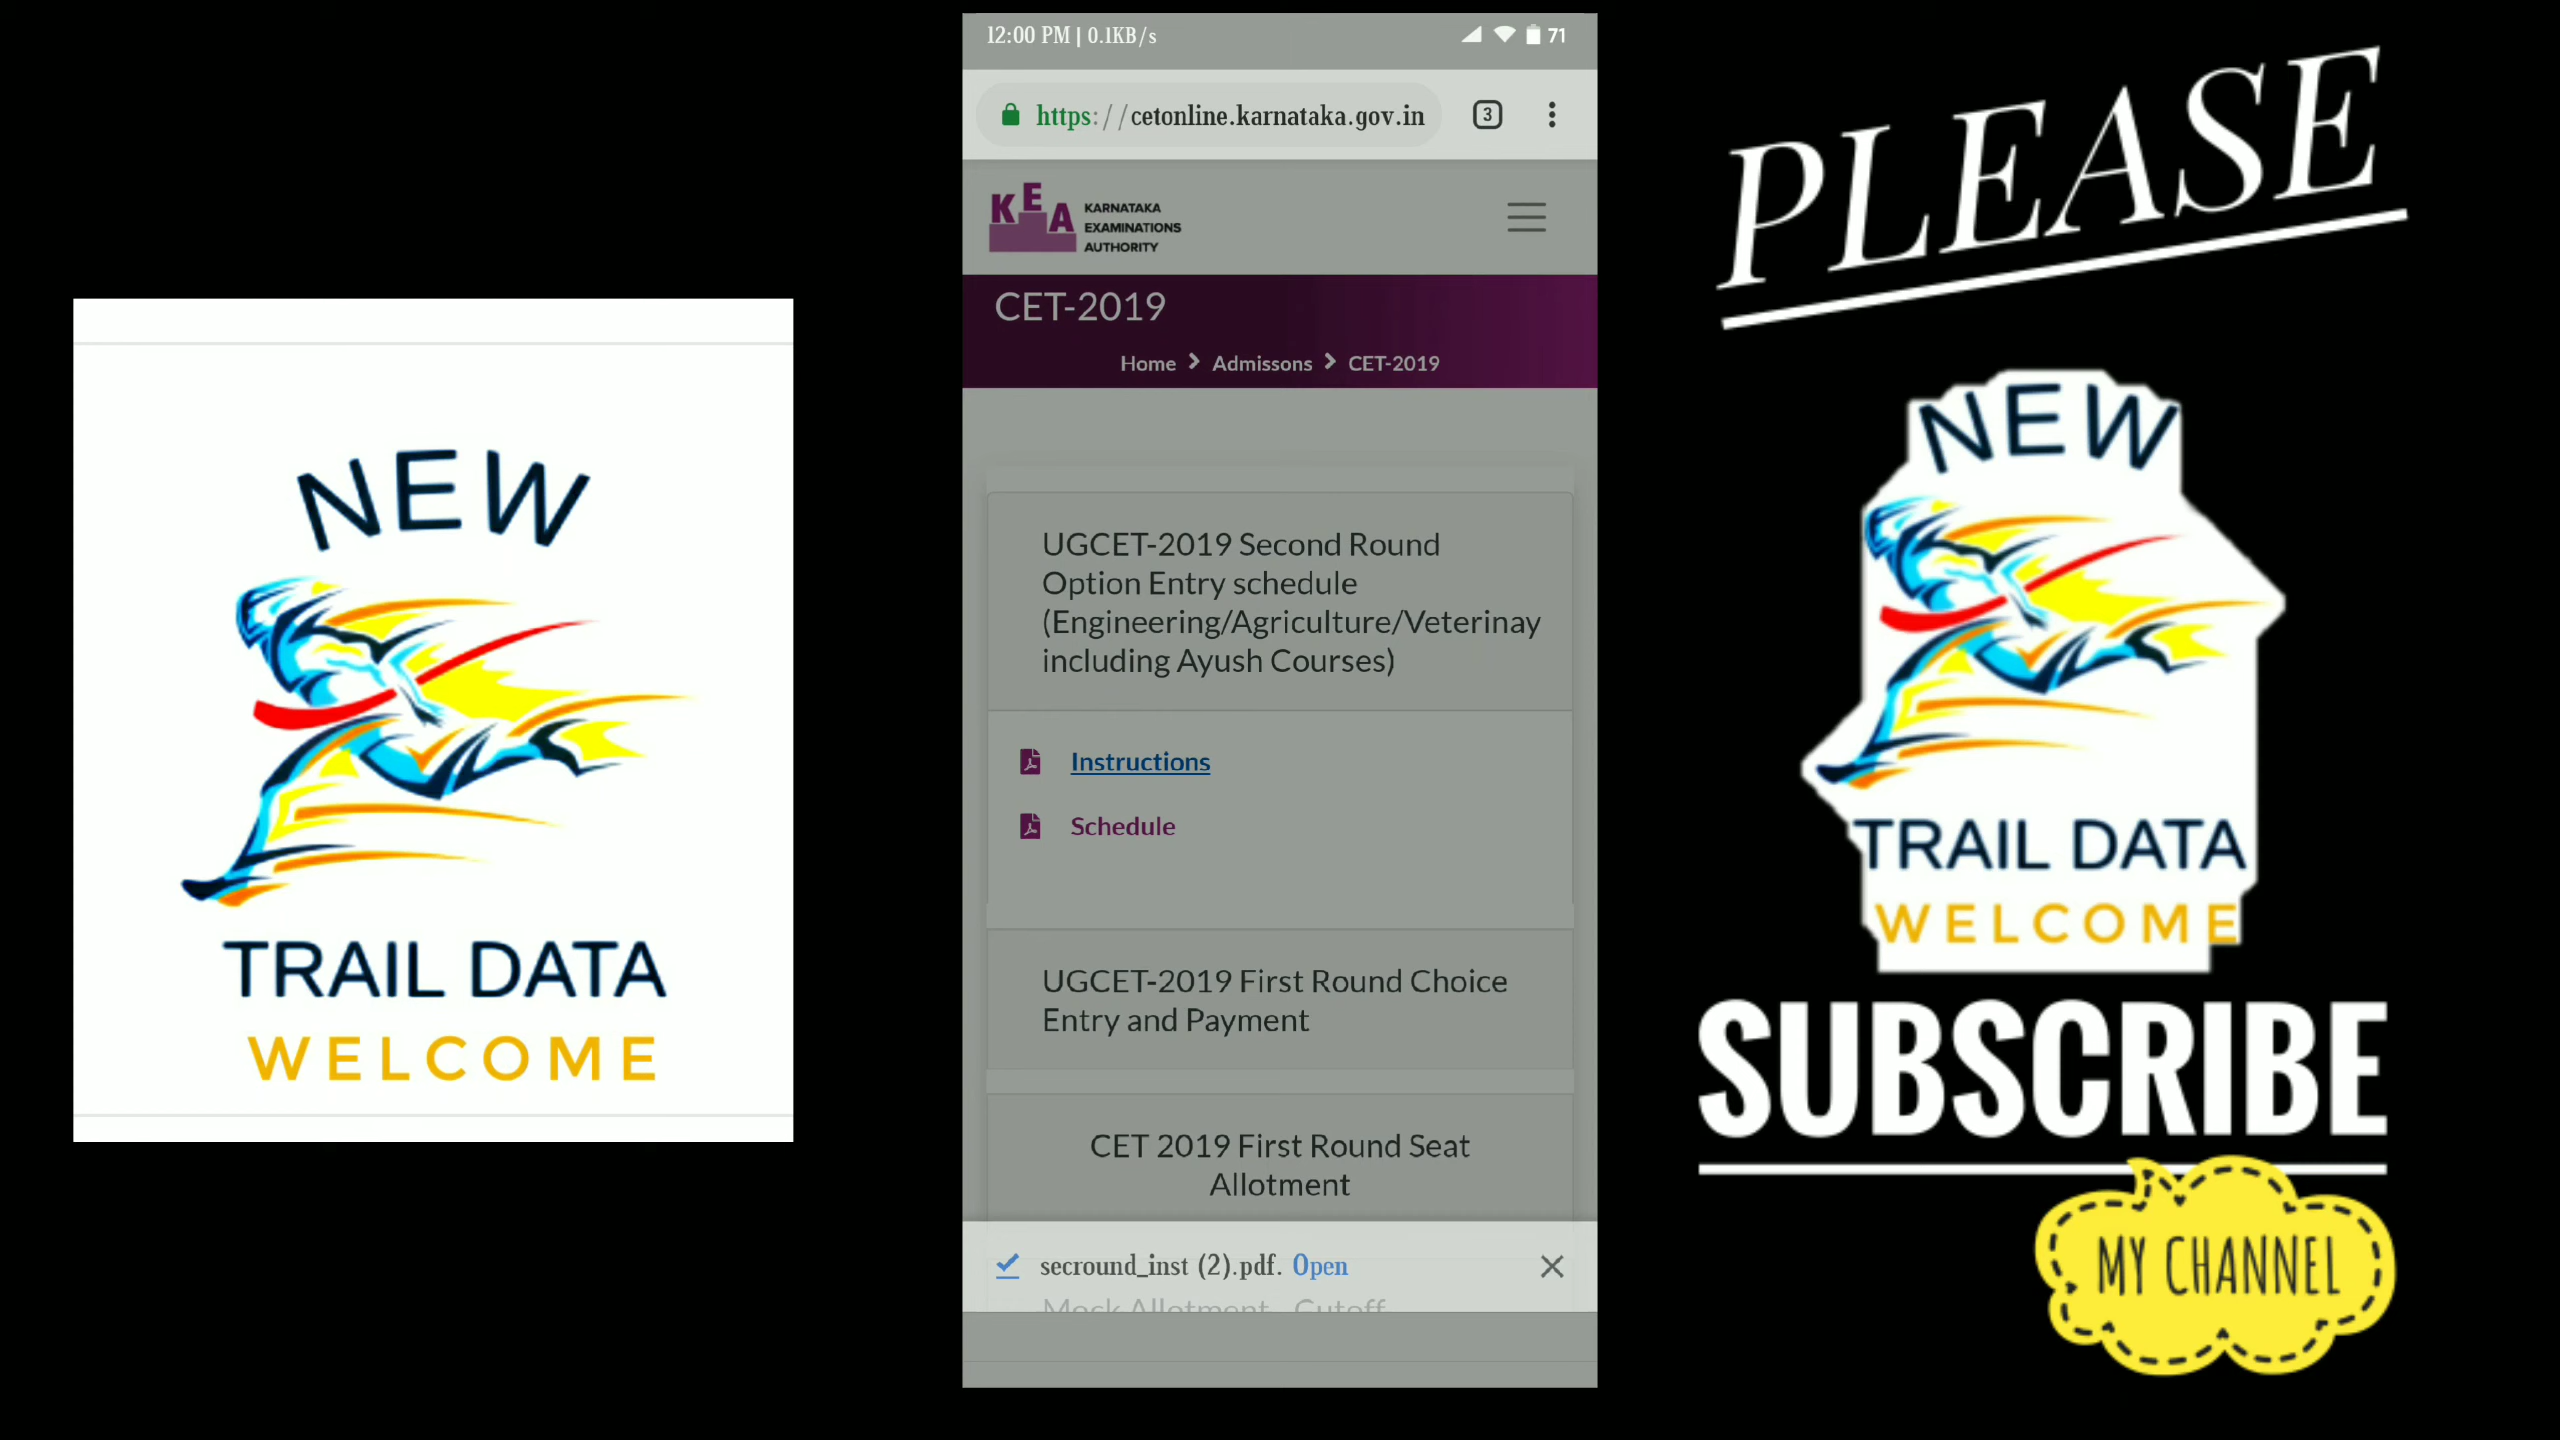 NEW
TRAIL DATA
WELCOME
12:00 PM | 0.1KB/s
71
https://cetonline.karnataka.gov.in
3
KEA
KARNATAKA
EXAMINATIONS
AUTHORITY
CET-2019
Home > Admissons > CET-2019
UGCET-2019 Second Round
Option Entry schedule
(Engineering/Agriculture/Veterinay
including Ayush Courses)
Instructions
Schedule
UGCET-2019 First Round Choice
Entry and Payment
CET 2019 First Round Seat
Allotment
secround_inst (2).pdf. Open
Mock Allotment - Cutoff
PLEASE
NEW
TRAIL DATA
WELCOME
SUBSCRIBE
MY CHANNEL